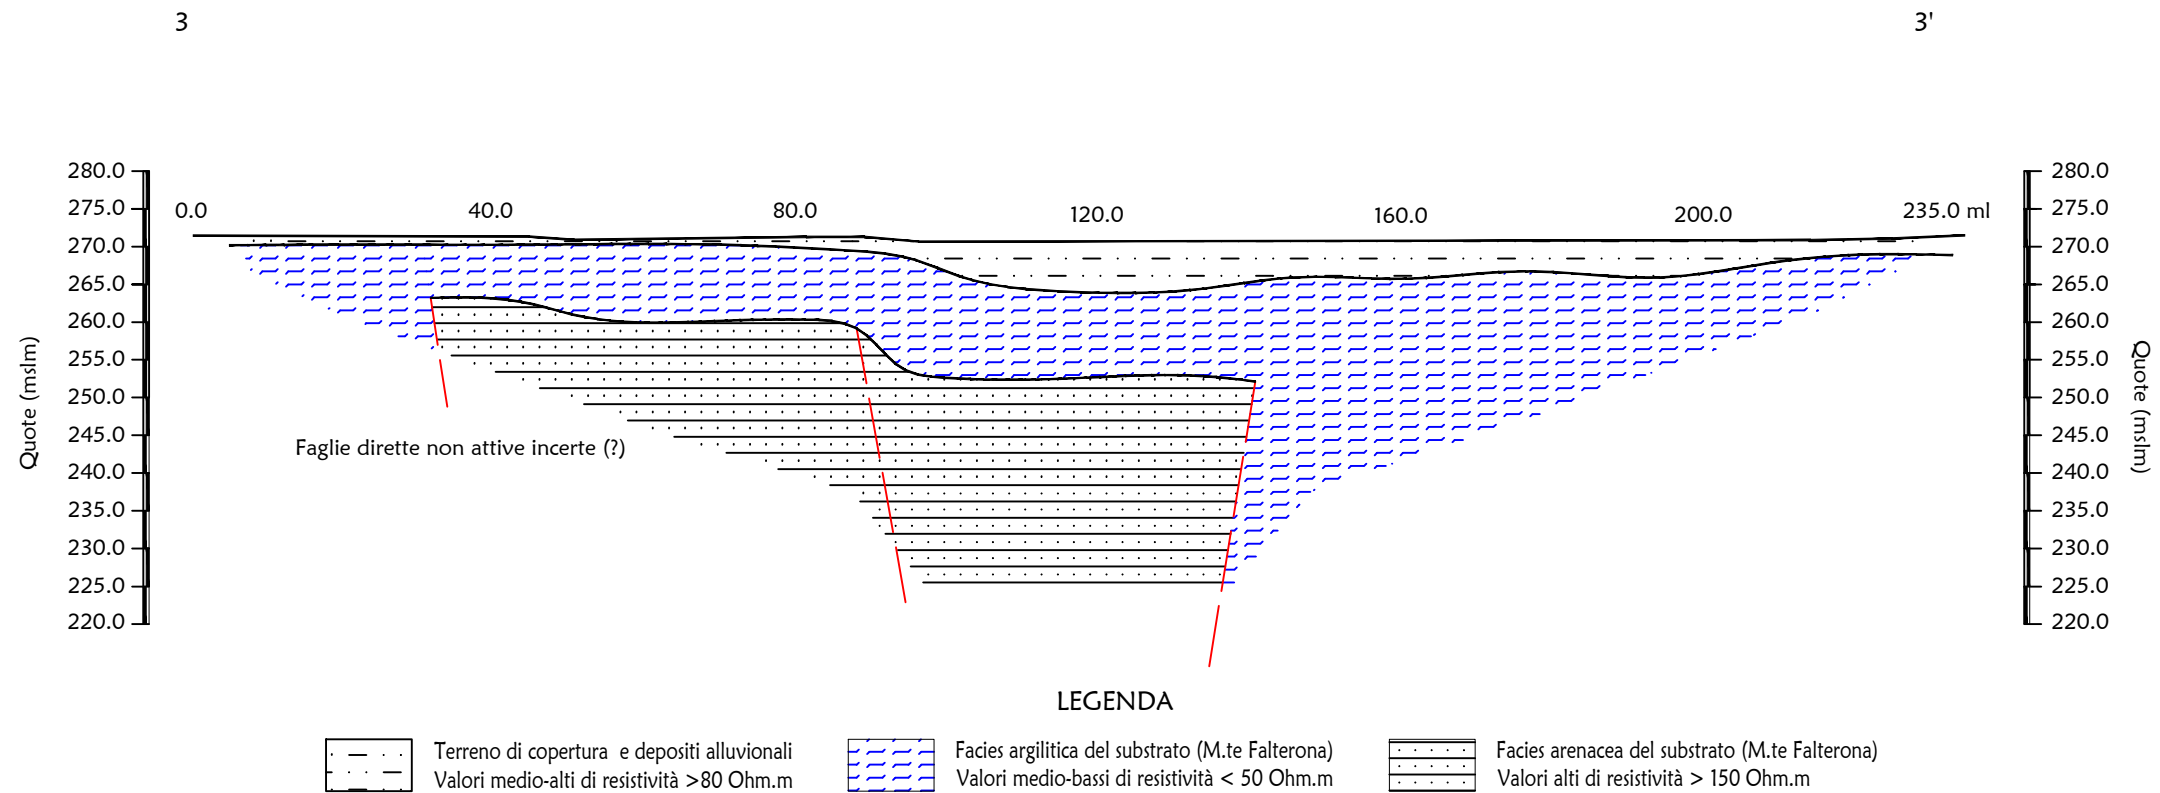 3 3'
280.0 280.0
275.0 275.0
0.0 40.0 80.0 120.0 160.0 200.0 235.0 ml
270.0 270.0
265.0 265.0
260.0 260.0
255.0 255.0
250.0 250.0
245.0 245.0
240.0 240.0
235.0 235.0
230.0 230.0
225.0 225.0
220.0 220.0
Quote (mslm)
Quote (mslm)
Faglie dirette non attive incerte (?)
LEGENDA
Terreno di copertura e depositi alluvionali
Valori medio-alti di resistività >80 Ohm.m
Facies argilitica del substrato (M.te Falterona)
Valori medio-bassi di resistività < 50 Ohm.m
Facies arenacea del substrato (M.te Falterona)
Valori alti di resistività > 150 Ohm.m